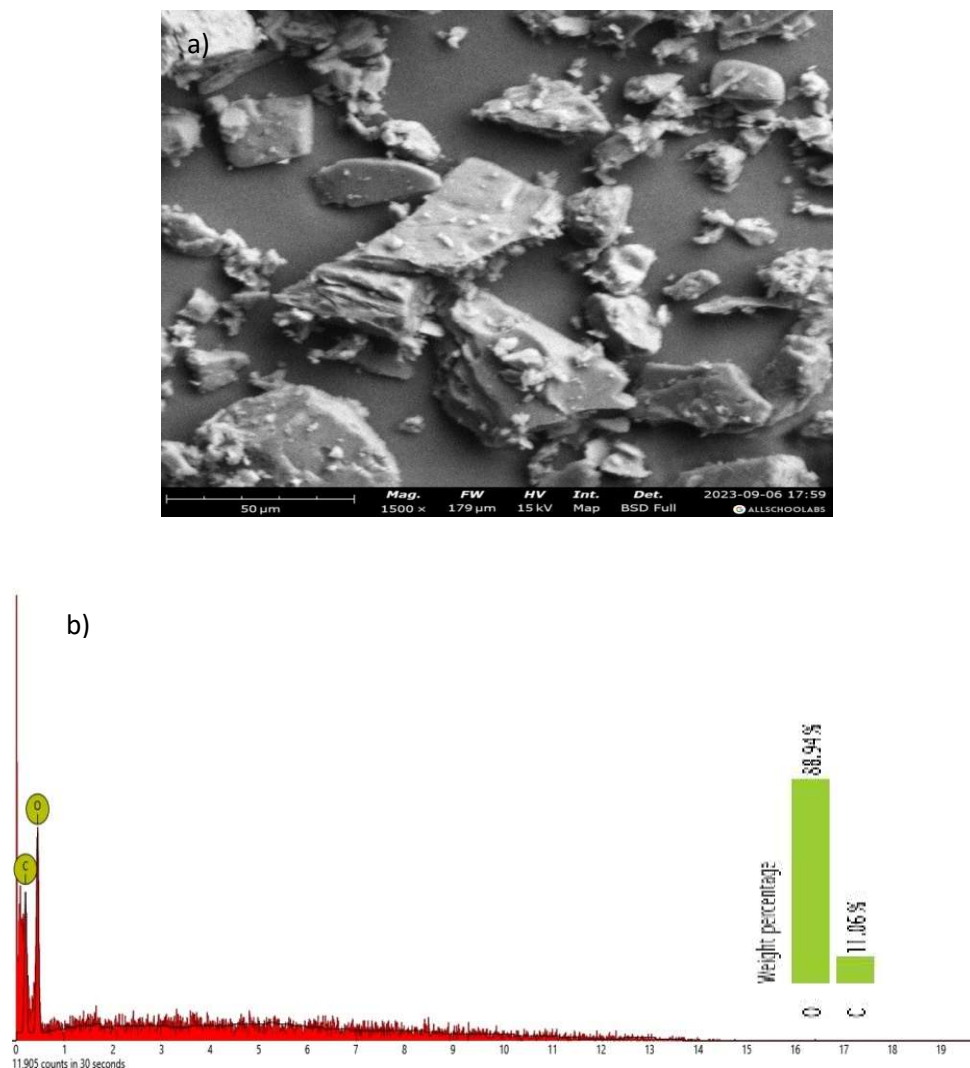 a)
Mag. FW HV Int. Det. 2023-09-06 17:59
50 µm 1500 × 179 µm 15 kV Map BSD Full ALLSCHOOLABS
b)
88.94 %
O
C
11.06 %
Weight percentage
O C
0 1 2 3 4 5 6 7 8 9 10 11 12 13 14 15 16 17 18 19
11.905 counts in 30 seconds